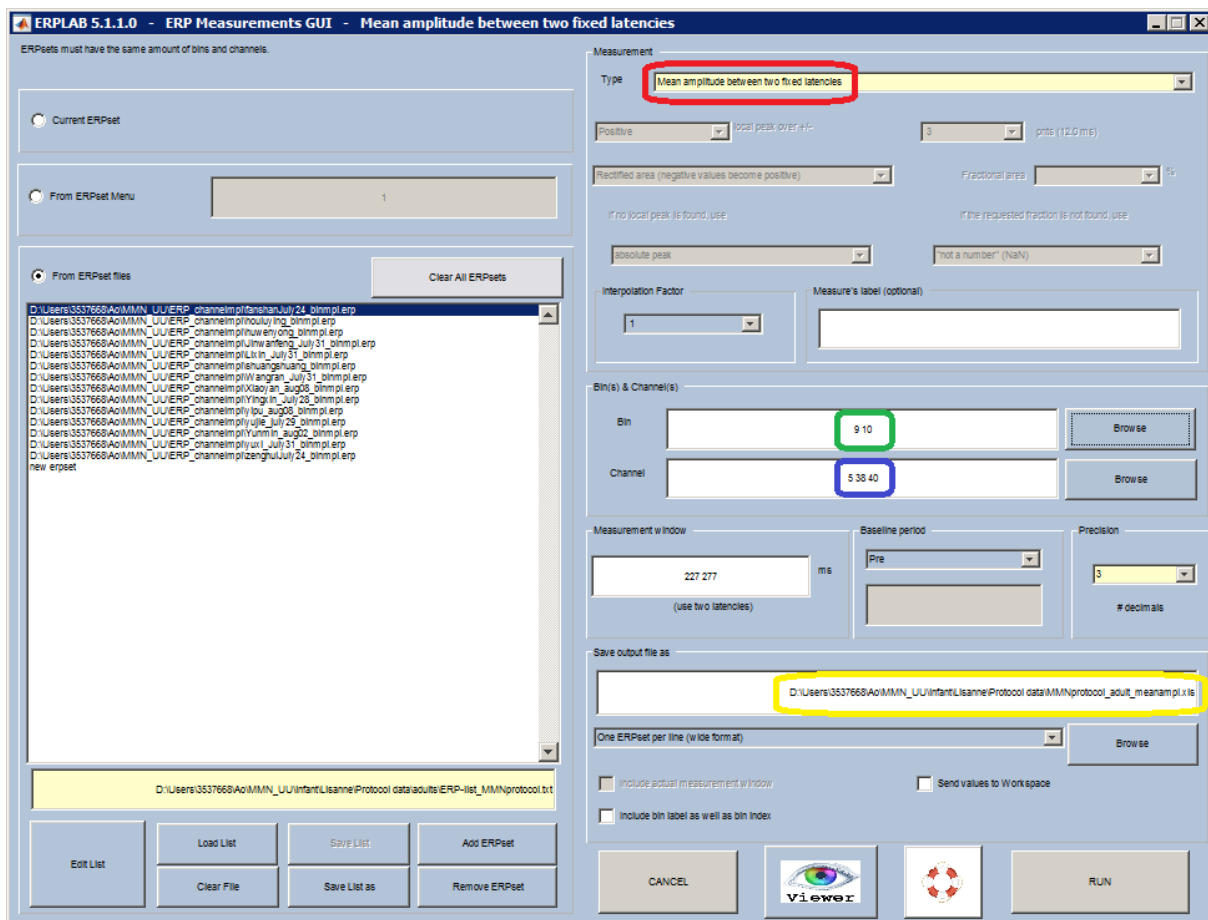 ERPLAB 5.1.1.0 - ERP Measurements GUI - Mean amplitude between two fixed latencies
ERPsets must have the same amount of bins and channels.
Current ERPset
From ERPset Menu
1
From ERPset files
Clear All ERPsets
D:\Users\3537668\Ao\MMN_UU\ERP_channelmpl\fanshanJuly24_binmpl.erp
D:\Users\3537668\Ao\MMN_UU\ERP_channelmpl\houluying_binmpl.erp
D:\Users\3537668\Ao\MMN_UU\ERP_channelmpl\huwenyong_binmpl.erp
D:\Users\3537668\Ao\MMN_UU\ERP_channelmpl\Jinwanfeng_July31_binmpl.erp
D:\Users\3537668\Ao\MMN_UU\ERP_channelmpl\Lixin_July31_binmpl.erp
D:\Users\3537668\Ao\MMN_UU\ERP_channelmpl\shuangshuang_binmpl.erp
D:\Users\3537668\Ao\MMN_UU\ERP_channelmpl\Wangran_July31_binmpl.erp
D:\Users\3537668\Ao\MMN_UU\ERP_channelmpl\Xiaoyan_aug08_binmpl.erp
D:\Users\3537668\Ao\MMN_UU\ERP_channelmpl\Yingxin_July28_binmpl.erp
D:\Users\3537668\Ao\MMN_UU\ERP_channelmpl\yipu_aug08_binmpl.erp
D:\Users\3537668\Ao\MMN_UU\ERP_channelmpl\yujie_july29_binmpl.erp
D:\Users\3537668\Ao\MMN_UU\ERP_channelmpl\Yunmin_aug02_binmpl.erp
D:\Users\3537668\Ao\MMN_UU\ERP_channelmpl\yuxi_July31_binmpl.erp
D:\Users\3537668\Ao\MMN_UU\ERP_channelmpl\zenghuiJuly24_binmpl.erp
new erpset
D:\Users\3537668\Ao\MMN_UU\Infant\Lisanne\Protocol data\adults\ERP-list_MMNprotocol.txt
Edit List
Load List
Save List
Add ERPset
Clear File
Save List as
Remove ERPset
Measurement
Type
Mean amplitude between two fixed latencies
Positive
local peak over +/-
3
pnts (12.0 ms)
Rectified area (negative values become positive)
Fractional area
%
if no local peak is found, use
if the requested fraction is not found, use
absolute peak
"not a number" (NaN)
Interpolation Factor
1
Measure's label (optional)
Bin(s) & Channel(s)
Bin
9 10
Browse
Channel
5 38 40
Browse
Measurement window
227 277
ms
(use two latencies)
Baseline period
Pre
Precision
3
# decimals
Save output file as
D:\Users\3537668\Ao\MMN_UU\Infant\Lisanne\Protocol data\MMNprotocol_adult_meanampl.xls
One ERPset per line (wide format)
Browse
Include actual measurement window
Send values to Workspace
Include bin label as well as bin index
CANCEL
Viewer
RUN